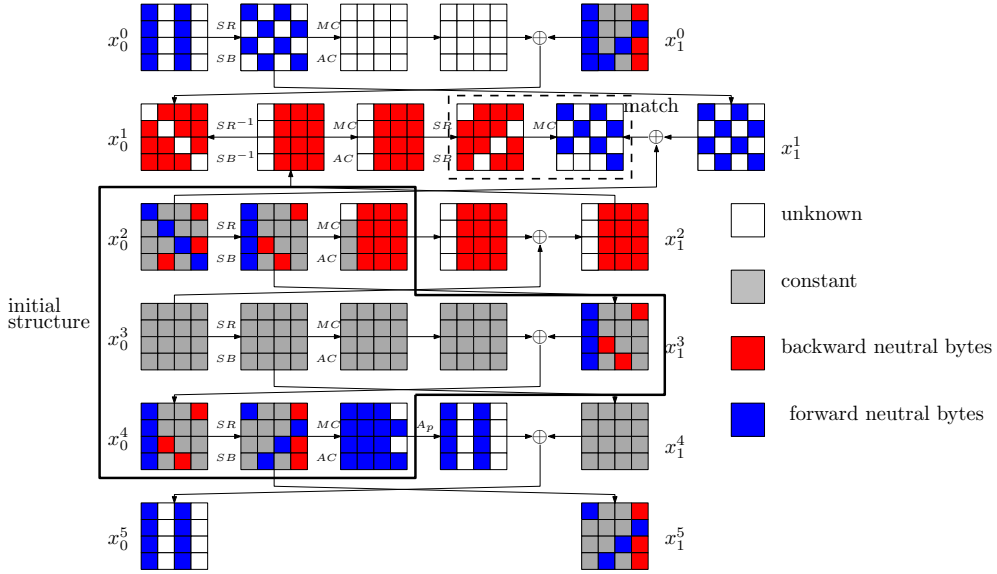 SR MC
x_0^0 ⊕ x_1^0
SB AC
match
SR^{-1} MC SR MC
x_0^1 ⊕ x_1^1
SB^{-1} AC SB
unknown
SR MC
x_0^2 ⊕ x_1^2
SB AC
constant
initial
structure
SR MC
x_0^3 ⊕ x_1^3
SB AC
backward neutral bytes
forward neutral bytes
SR MC A_p
x_0^4 ⊕ x_1^4
SB AC
x_0^5 x_1^5